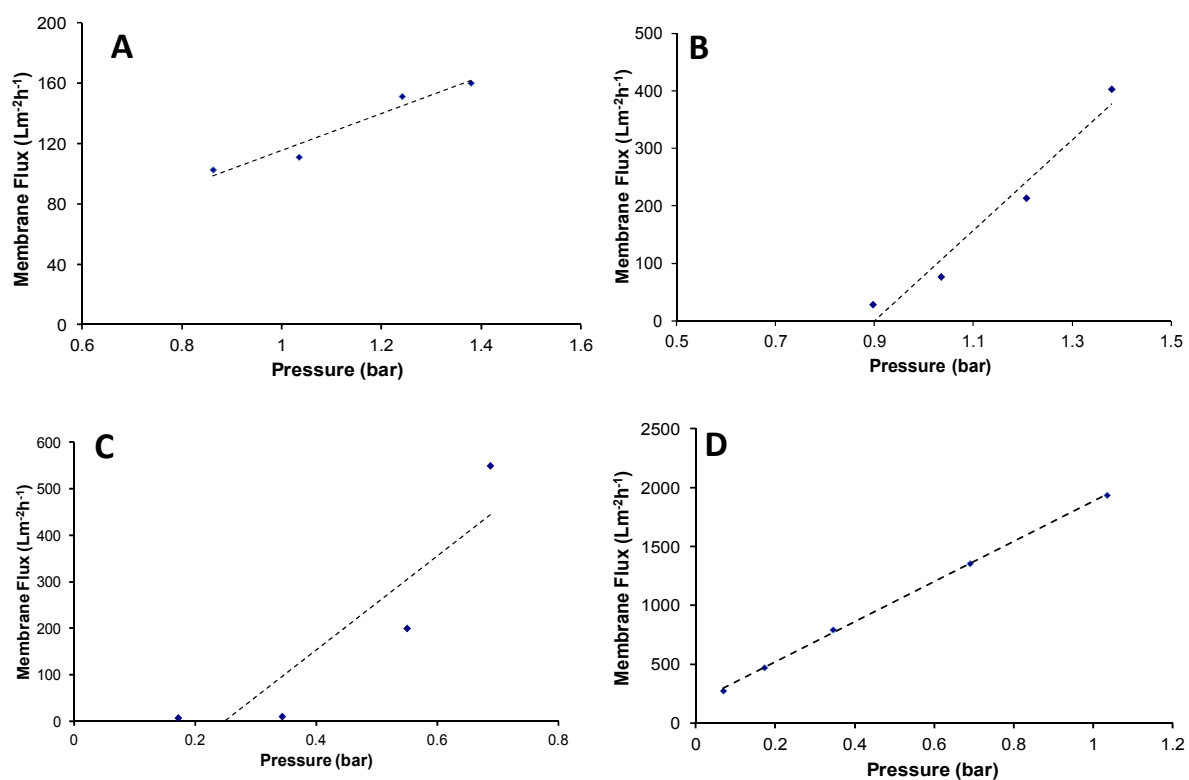 A
Membrane Flux (Lm⁻²h⁻¹)
200
160
120
80
40
0
0.6 0.8 1 1.2 1.4 1.6
Pressure (bar)
B
Membrane Flux (Lm⁻²h⁻¹)
500
400
300
200
100
0
0.5 0.7 0.9 1.1 1.3 1.5
Pressure (bar)
C
Membrane Flux (Lm⁻²h⁻¹)
600
500
400
300
200
100
0
0 0.2 0.4 0.6 0.8
Pressure (bar)
D
Membrane Flux (Lm⁻²h⁻¹)
2500
2000
1500
1000
500
0
0 0.2 0.4 0.6 0.8 1 1.2
Pressure (bar)